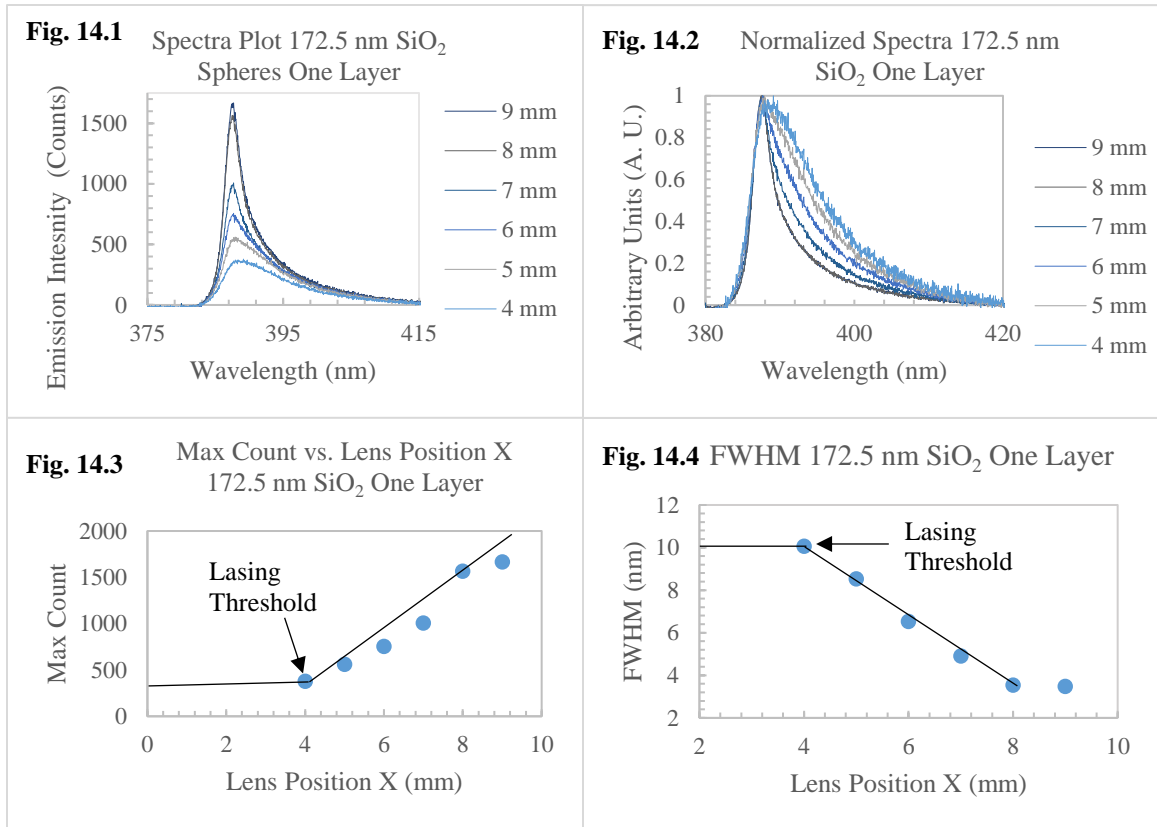 Fig. 14.1
Spectra Plot 172.5 nm SiO2
Spheres One Layer
Emission Intesnity (Counts)
1500
1000
500
0
375
395
415
Wavelength (nm)
9 mm
8 mm
7 mm
6 mm
5 mm
4 mm
Fig. 14.2
Normalized Spectra 172.5 nm
SiO2 One Layer
Arbitrary Units (A. U.)
1
0.8
0.6
0.4
0.2
0
380
400
420
Wavelength (nm)
9 mm
8 mm
7 mm
6 mm
5 mm
4 mm
Fig. 14.3
Max Count vs. Lens Position X
172.5 nm SiO2 One Layer
Max Count
2000
1500
1000
500
0
Lasing
Threshold
0
2
4
6
8
10
Lens Position X (mm)
Fig. 14.4 FWHM 172.5 nm SiO2 One Layer
FWHM (nm)
12
10
8
6
4
2
Lasing
Threshold
2
4
6
8
10
Lens Position X (mm)